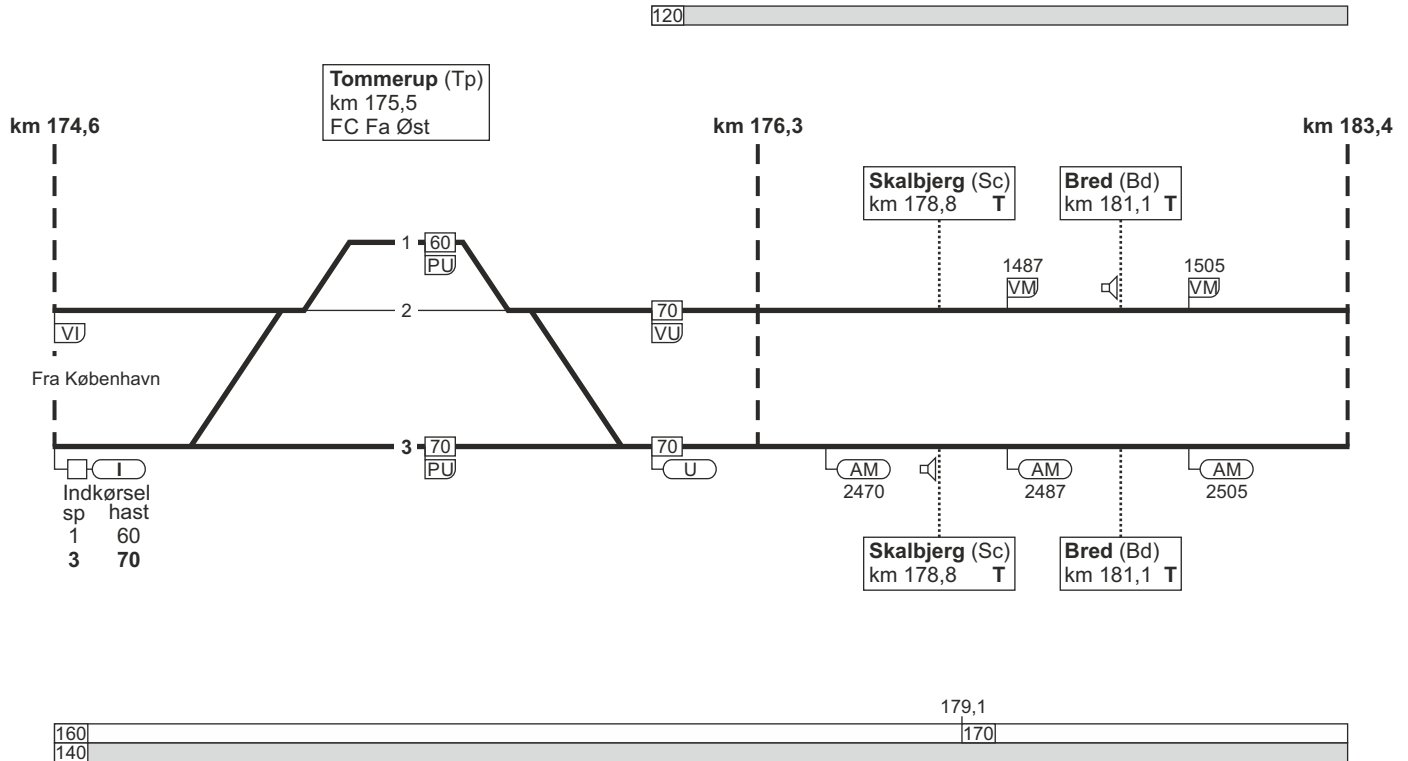 120
Tommerup (Tp)
km 175,5
FC Fa Øst
km 174,6
km 176,3
km 183,4
Skalbjerg (Sc)
km 178,8 T
Bred (Bd)
km 181,1 T
1 60
PU
1487
VM
1505
VM
2
70
VI
VU
Fra København
3 70
70
I
PU
U
AM
2470
AM
2487
AM
2505
Indkørsel
sp hast
1 60
3 70
Skalbjerg (Sc)
km 178,8 T
Bred (Bd)
km 181,1 T
179,1
160
170
140